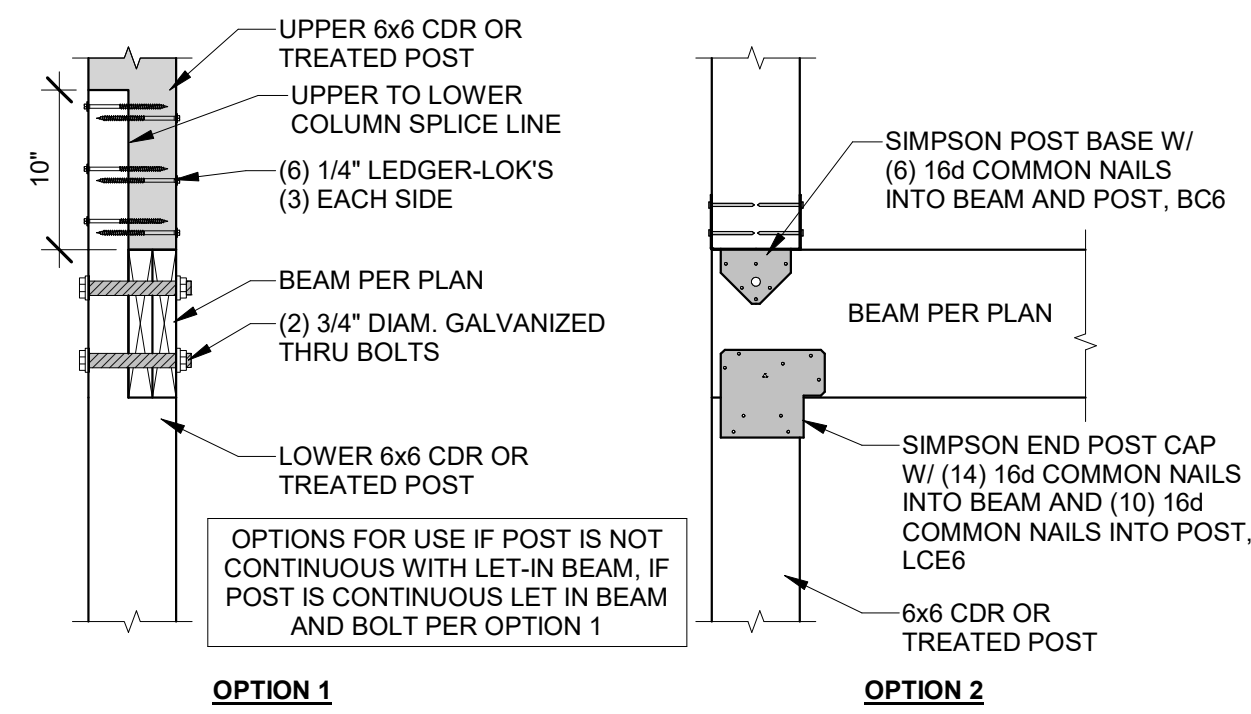 UPPER 6x6 CDR OR
TREATED POST
UPPER TO LOWER
COLUMN SPLICE LINE
10"
(6) 1/4" LEDGER-LOK'S
(3) EACH SIDE
BEAM PER PLAN
(2) 3/4" DIAM. GALVANIZED
THRU BOLTS
LOWER 6x6 CDR OR
TREATED POST
OPTIONS FOR USE IF POST IS NOT
CONTINUOUS WITH LET-IN BEAM, IF
POST IS CONTINUOUS LET IN BEAM
AND BOLT PER OPTION 1
OPTION 1
SIMPSON POST BASE W/
(6) 16d COMMON NAILS
INTO BEAM AND POST, BC6
BEAM PER PLAN
SIMPSON END POST CAP
W/ (14) 16d COMMON NAILS
INTO BEAM AND (10) 16d
COMMON NAILS INTO POST,
LCE6
6x6 CDR OR
TREATED POST
OPTION 2